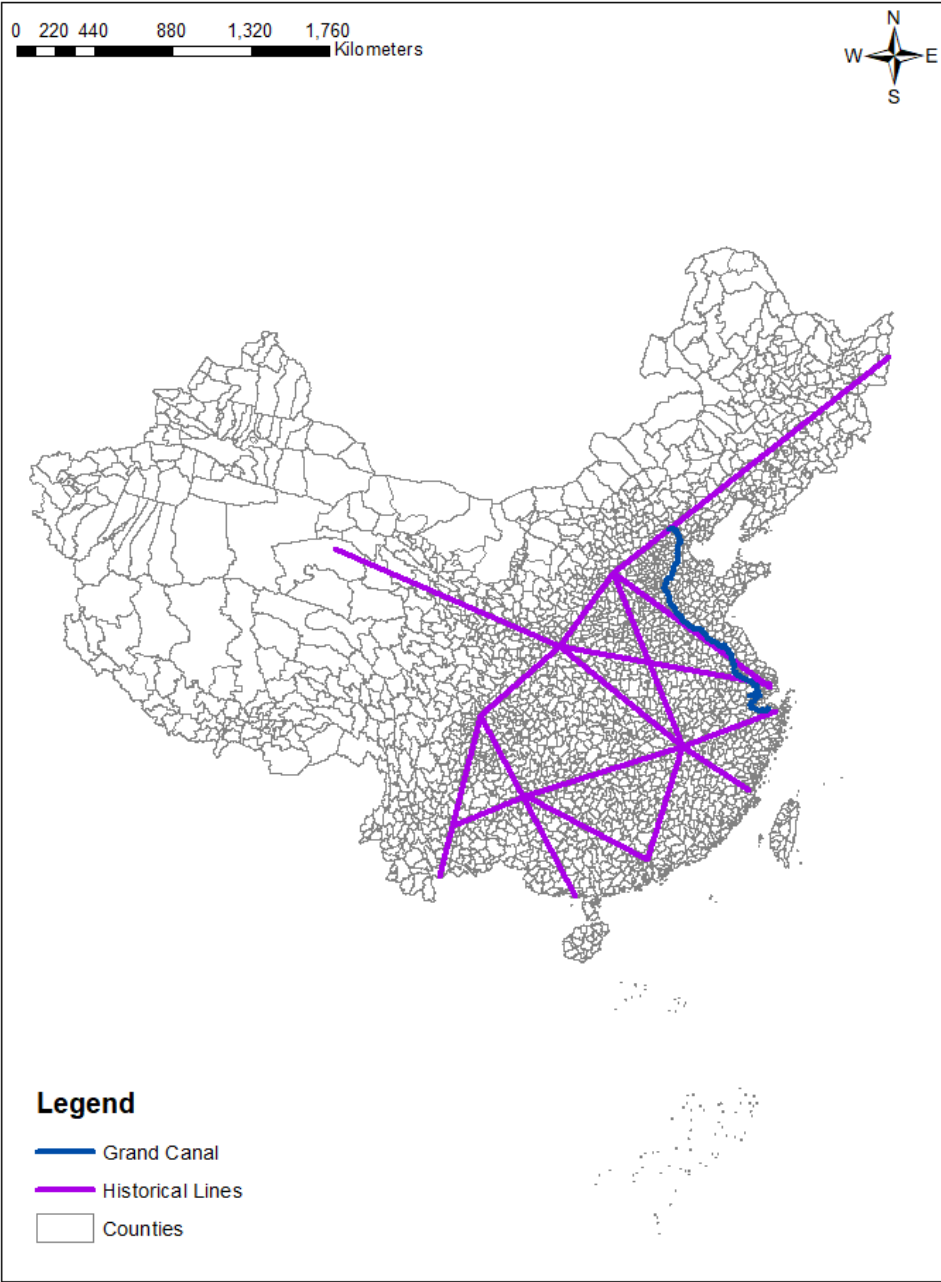 0 220 440 880 1,320 1,760
Kilometers
N
W E
S
Legend
Grand Canal
Historical Lines
Counties